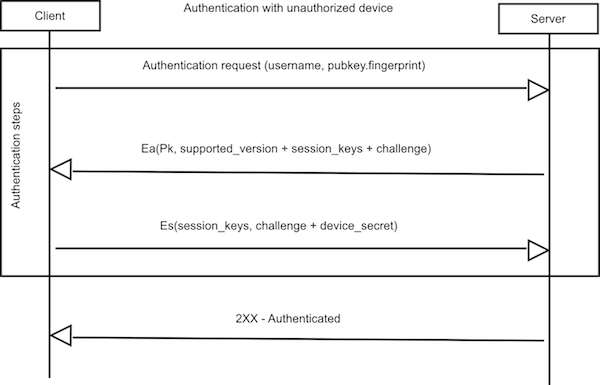 Authentication with unauthorized device
Client
Server
Authentication steps
Authentication request (username, pubkey.fingerprint)
Ea(Pk, supported_version + session_keys + challenge)
Es(session_keys, challenge + device_secret)
2XX - Authenticated